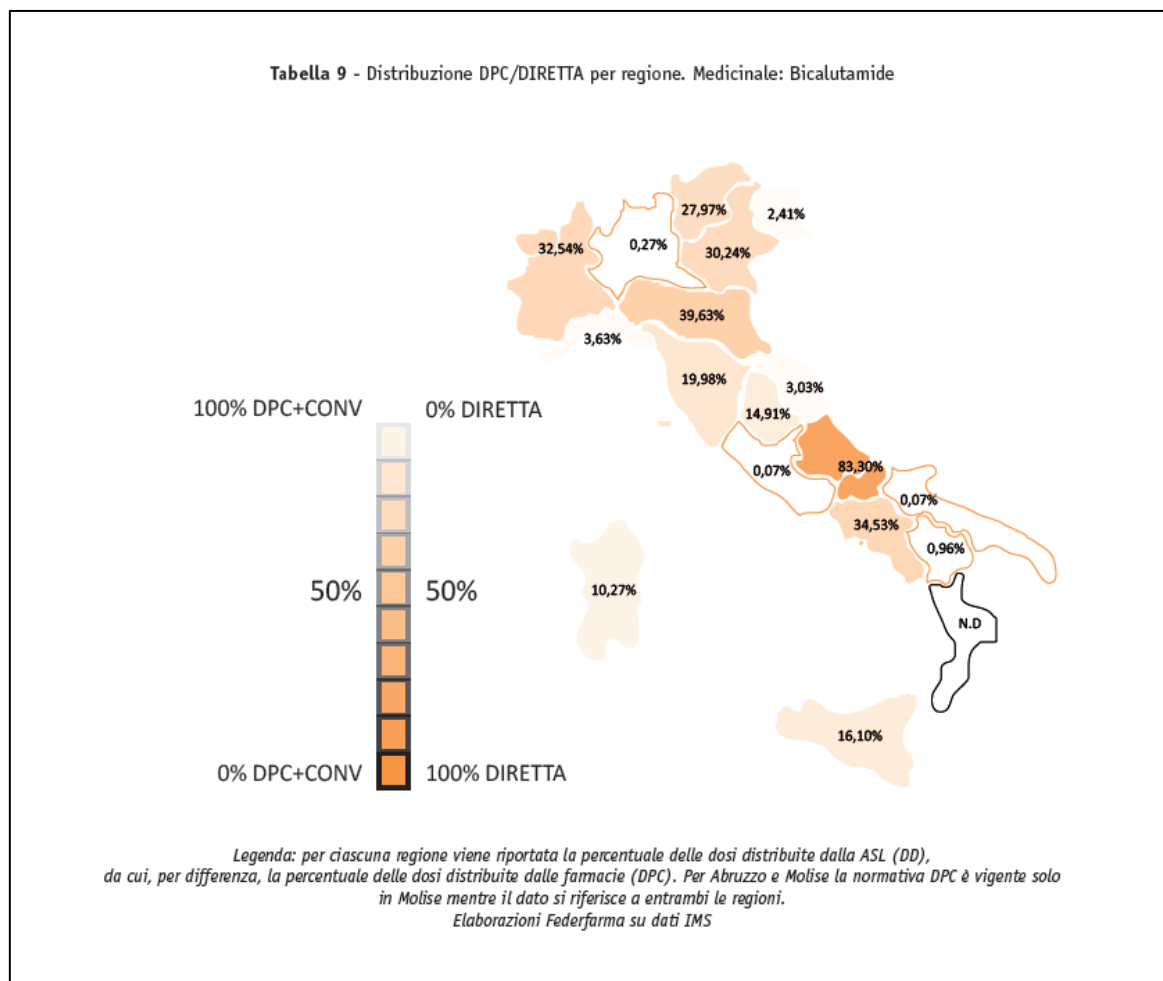 Tabella 9 - Distribuzione DPC/DIRETTA per regione. Medicinale: Bicalutamide
27,97%
2,41%
32,54%
0,27%
30,24%
39,63%
3,63%
19,98%
3,03%
14,91%
100% DPC+CONV
0% DIRETTA
83,30%
0,07%
0,07%
34,53%
0,96%
50%
50%
10,27%
N.D
16,10%
0% DPC+CONV
100% DIRETTA
Legenda: per ciascuna regione viene riportata la percentuale delle dosi distribuite dalla ASL (DD),
da cui, per differenza, la percentuale delle dosi distribuite dalle farmacie (DPC). Per Abruzzo e Molise la normativa DPC è vigente solo
in Molise mentre il dato si riferisce a entrambi le regioni.
Elaborazioni Federfarma su dati IMS